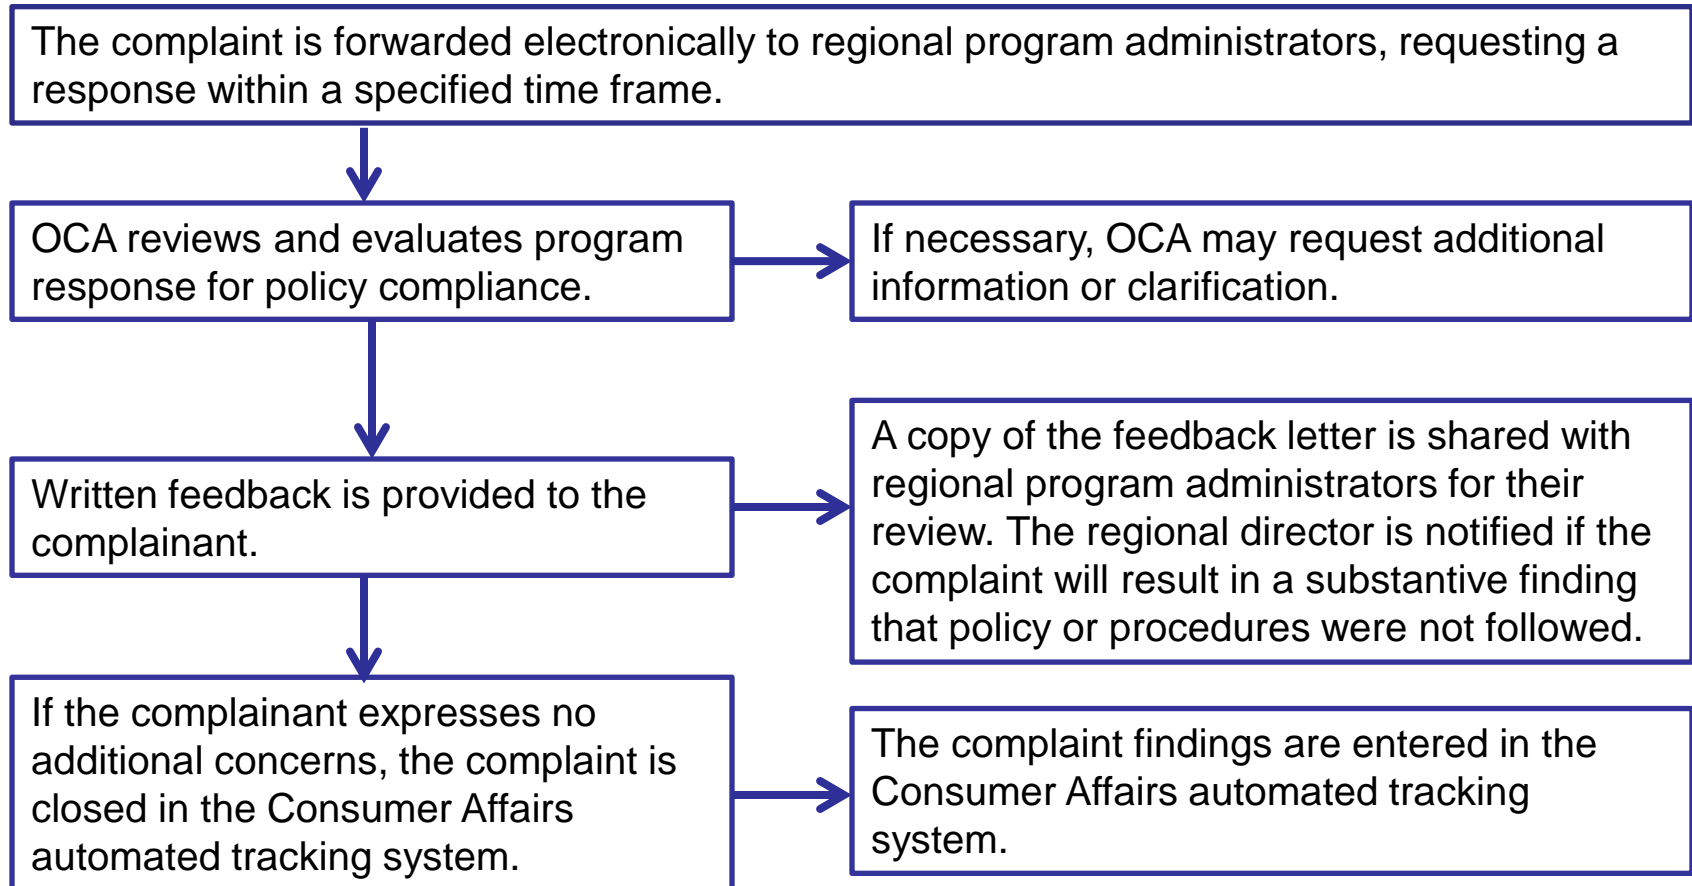 The complaint is forwarded electronically to regional program administrators, requesting a
response within a specified time frame.
OCA reviews and evaluates program
response for policy compliance.
If necessary, OCA may request additional
information or clarification.
Written feedback is provided to the
complainant.
A copy of the feedback letter is shared with
regional program administrators for their
review. The regional director is notified if the
complaint will result in a substantive finding
that policy or procedures were not followed.
If the complainant expresses no
additional concerns, the complaint is
closed in the Consumer Affairs
automated tracking system.
The complaint findings are entered in the
Consumer Affairs automated tracking
system.